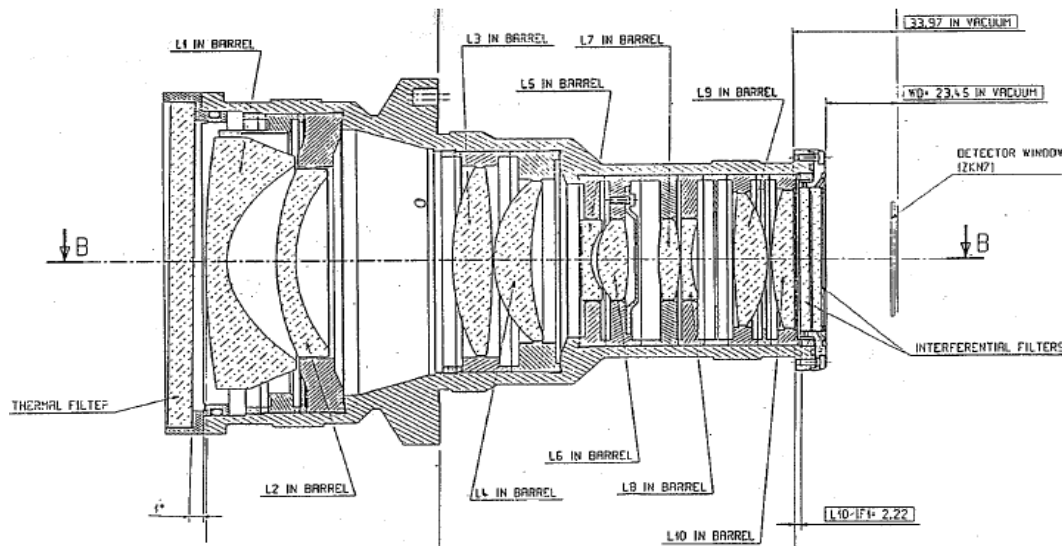 33,97 IN VACUUM
L1 IN BARREL
L3 IN BARREL
L7 IN BARREL
L5 IN BARREL
L9 IN BARREL
WD= 23,45 IN VACUUM
DETECTOR WINDOW
(ZKN7)
B
B
INTERFERENTIAL FILTERS
THERMAL FILTER
L6 IN BARREL
L2 IN BARREL
L4 IN BARREL
L8 IN BARREL
L10-IF1= 2,22
L10 IN BARREL